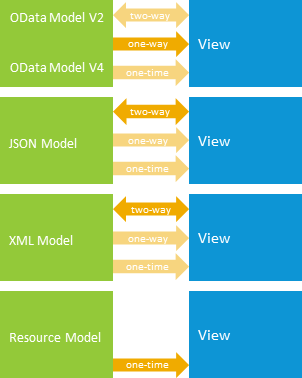 OData Model V2
two-way
one-way
View
OData Model V4
one-time
two-way
JSON Model
one-way
View
one-time
two-way
XML Model
one-way
View
one-time
Resource Model
View
one-time